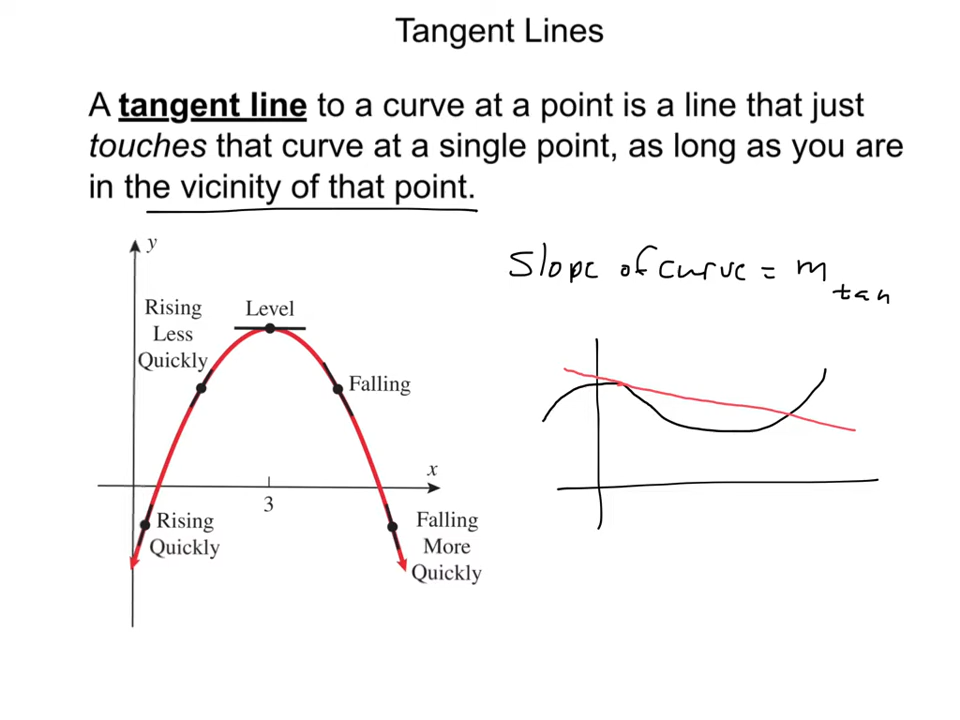 Tangent Lines
A tangent line to a curve at a point is a line that just
touches that curve at a single point, as long as you are
in the vicinity of that point.
y
Slope of curve = m tan
Rising
Less
Quickly
Level
Falling
x
3
Rising
Quickly
Falling
More
Quickly